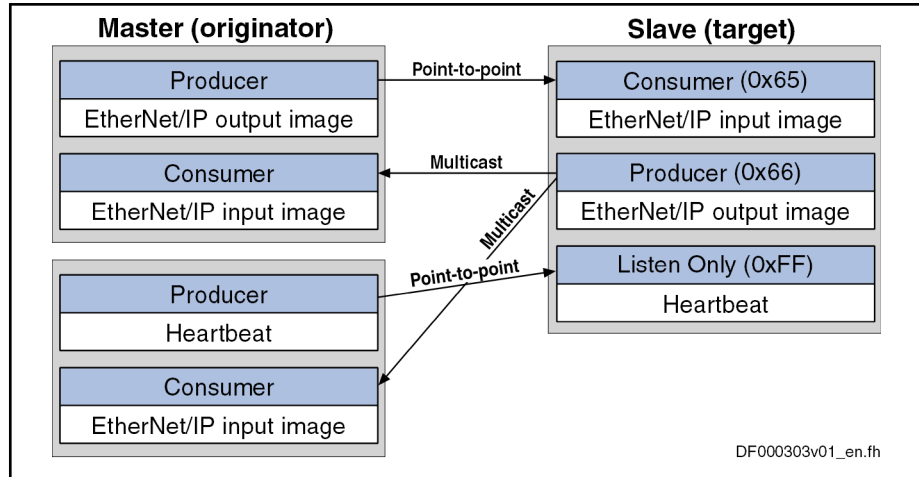 Master (originator)
Slave (target)
Producer
EtherNet/IP output image
Point-to-point
Consumer (0x65)
EtherNet/IP input image
Consumer
EtherNet/IP input image
Multicast
Producer (0x66)
EtherNet/IP output image
Multicast
Producer
Heartbeat
Point-to-point
Listen Only (0xFF)
Heartbeat
Consumer
EtherNet/IP input image
DF000303v01_en.fh